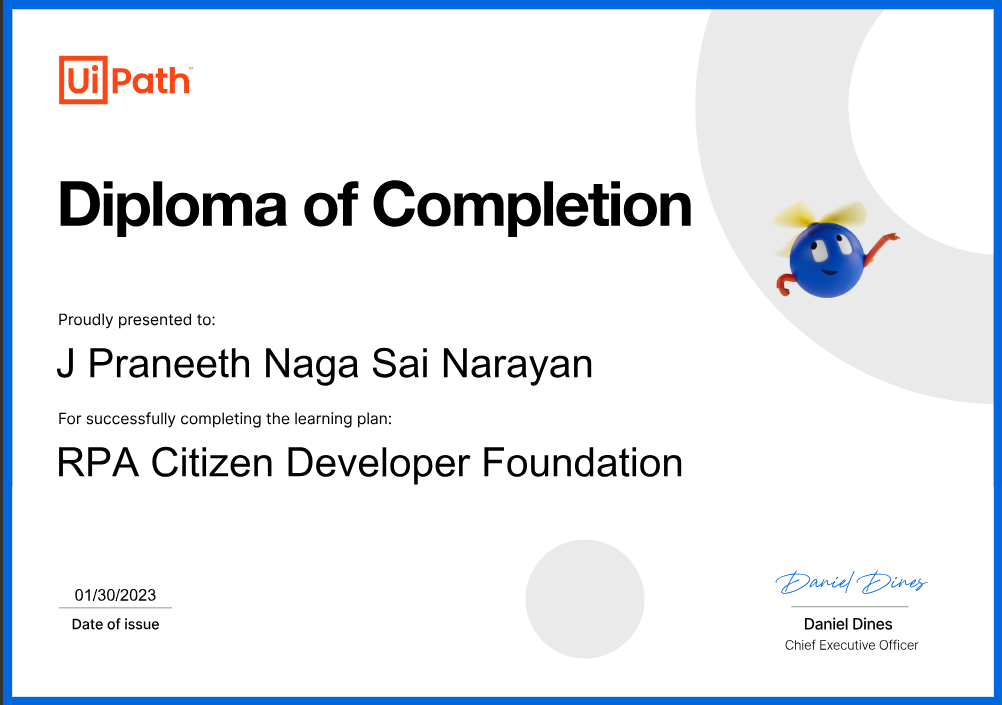 UiPath™
Diploma of Completion
Proudly presented to:
J Praneeth Naga Sai Narayan
For successfully completing the learning plan:
RPA Citizen Developer Foundation
01/30/2023
Date of issue
Daniel Dines
Daniel Dines
Chief Executive Officer